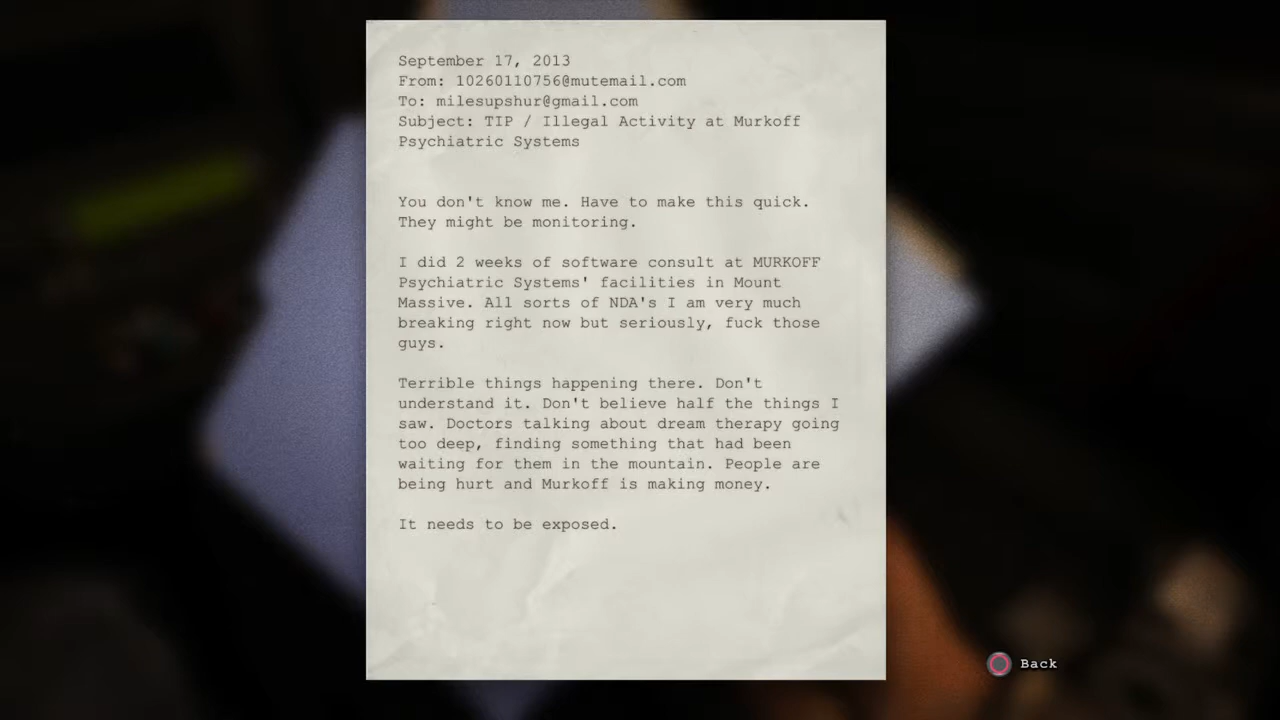 September 17, 2013
From: 10260110756@mutemail.com
To: milesupshur@gmail.com
Subject: TIP / Illegal Activity at Murkoff
Psychiatric Systems
You don't know me. Have to make this quick.
They might be monitoring.
I did 2 weeks of software consult at MURKOFF
Psychiatric Systems' facilities in Mount
Massive. All sorts of NDA's I am very much
breaking right now but seriously, fuck those
guys.
Terrible things happening there. Don't
understand it. Don't believe half the things I
saw. Doctors talking about dream therapy going
too deep, finding something that had been
waiting for them in the mountain. People are
being hurt and Murkoff is making money.
It needs to be exposed.
Back